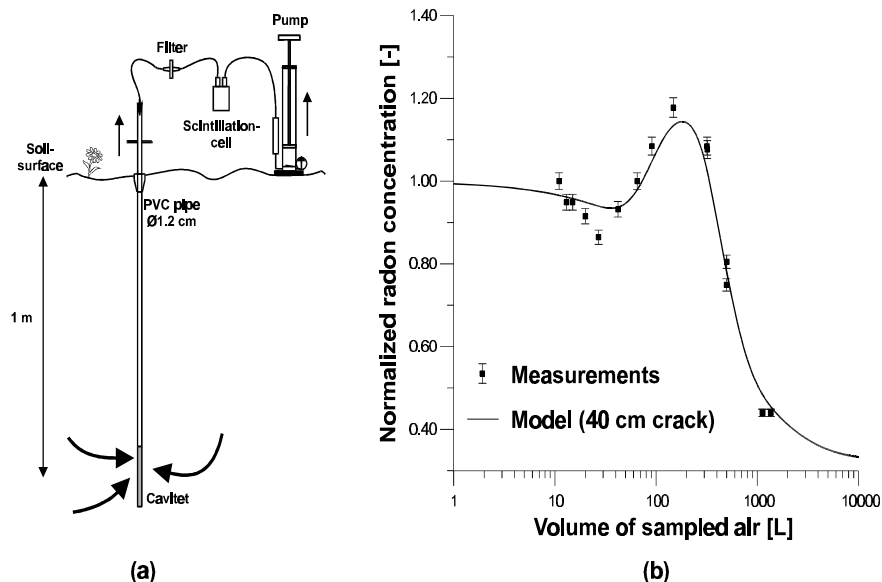 Pump
Filter
Scintillation-
cell
Soil-
surface
PVC pipe
Ø1.2 cm
1 m
Cavitet
(a)
Normalized radon concentration [-]
1.40
1.20
1.00
0.80
0.60
0.40
Measurements
Model (40 cm crack)
1 10 100 1000 10000
Volume of sampled air [L]
(b)